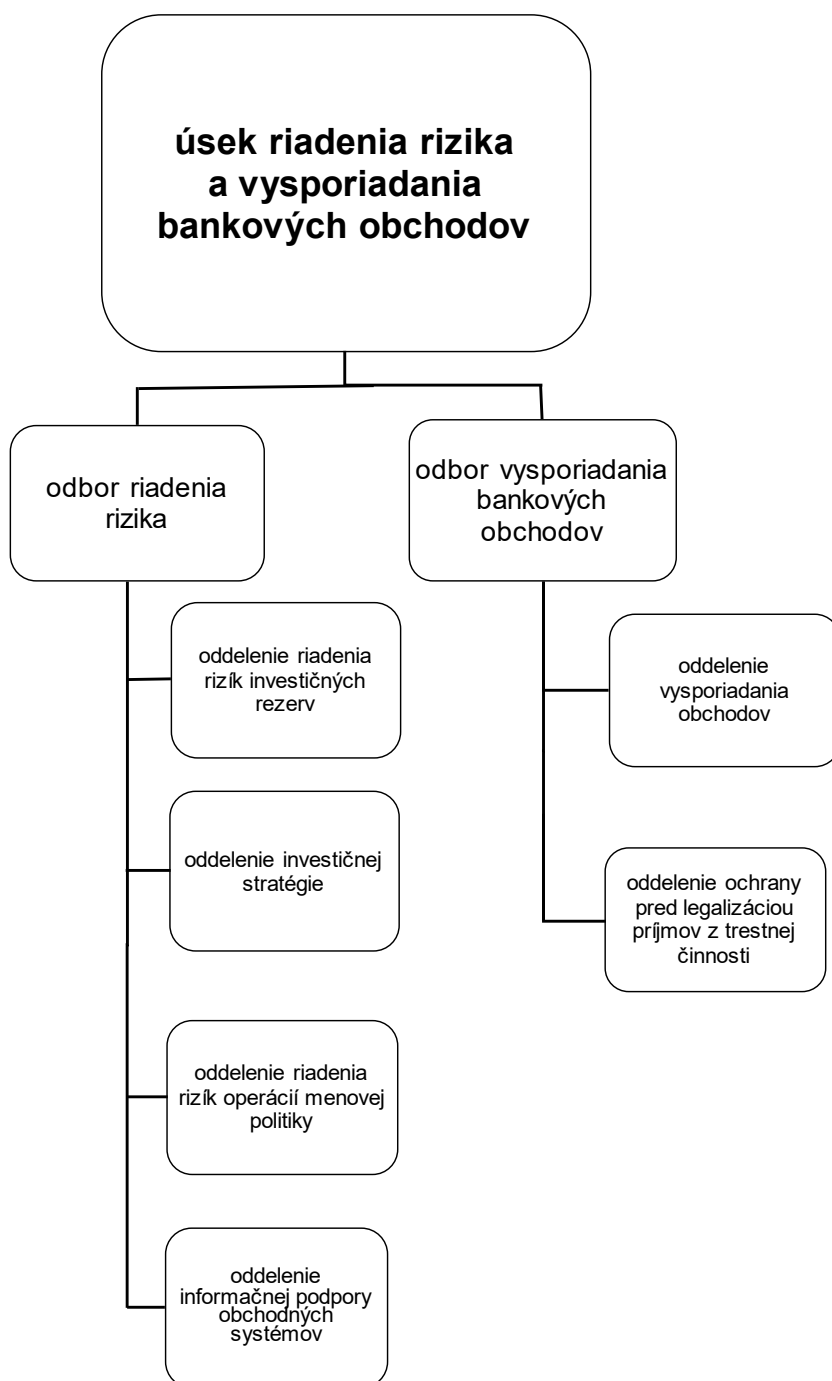 úsek riadenia rizika
a vysporiadania
bankových obchodov
odbor riadenia
rizika
odbor vysporiadania
bankových
obchodov
oddelenie riadenia
rizík investičných
rezerv
oddelenie
vysporiadania
obchodov
oddelenie investičnej
stratégie
oddelenie ochrany
pred legalizáciou
príjmov z trestnej
činnosti
oddelenie riadenia
rizík operácií menovej
politiky
oddelenie
informačnej podpory
obchodných
systémov